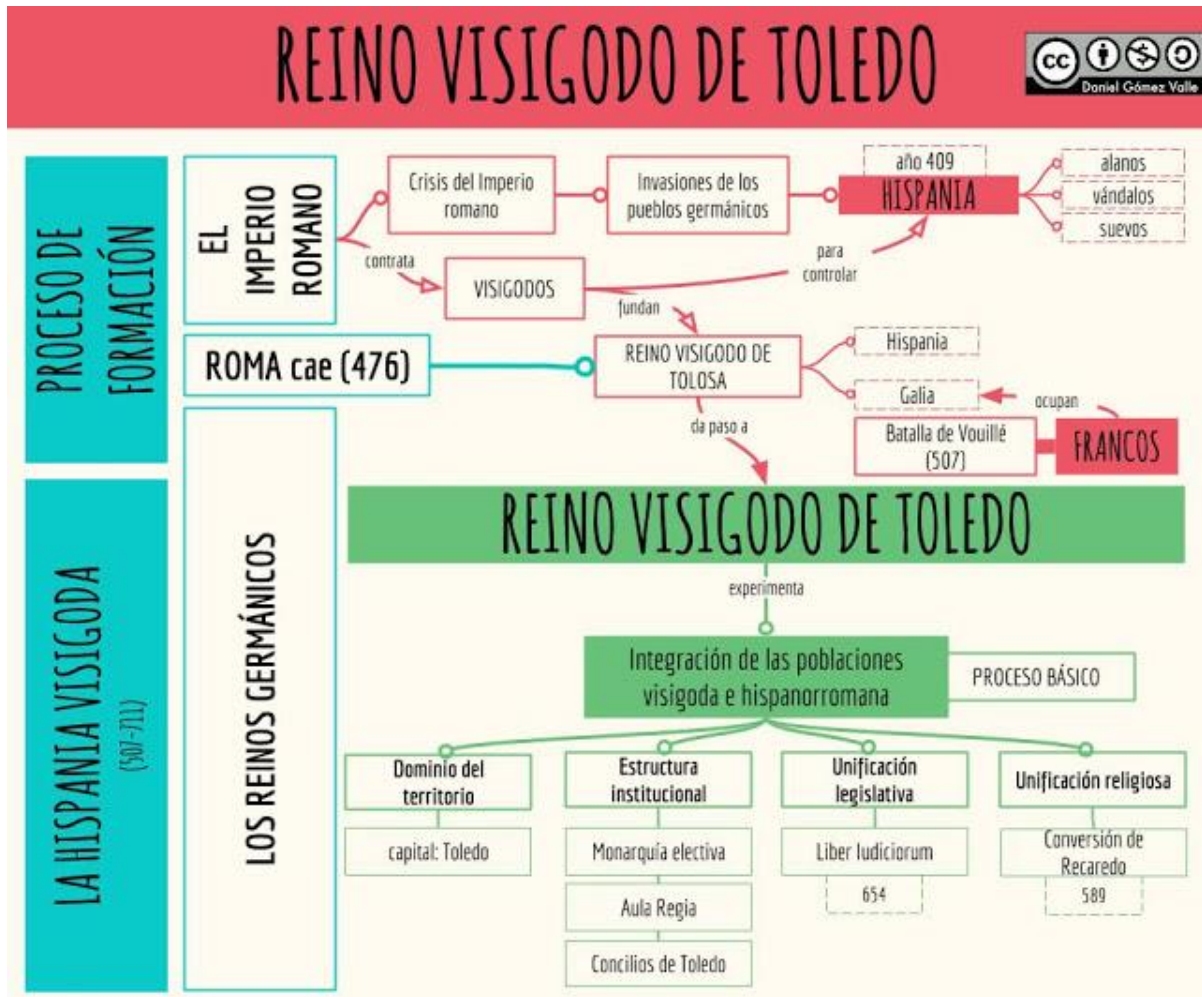 REINO VISIGODO DE TOLEDO
cc
Daniel Gómez Valle
PROCESO DE
FORMACIÓN
EL
IMPERIO
ROMANO
Crisis del Imperio
romano
Invasiones de los
pueblos germánicos
año 409
HISPANIA
alanos
vándalos
suevos
contrata
VISIGODOS
para
controlar
fundan
ROMA cae (476)
REINO VISIGODO DE
TOLOSA
Hispania
Galia
ocupan
da paso a
Batalla de Vouillé
(507)
FRANCOS
LA HISPANIA VISIGODA
(507-711)
LOS REINOS GERMÁNICOS
REINO VISIGODO DE TOLEDO
experimenta
Integración de las poblaciones
visigoda e hispanorromana
PROCESO BÁSICO
Dominio del
territorio
capital: Toledo
Estructura
institucional
Monarquía electiva
Aula Regia
Concilios de Toledo
Unificación
legislativa
Liber Iudiciorum
654
Unificación religiosa
Conversión de
Recaredo
589